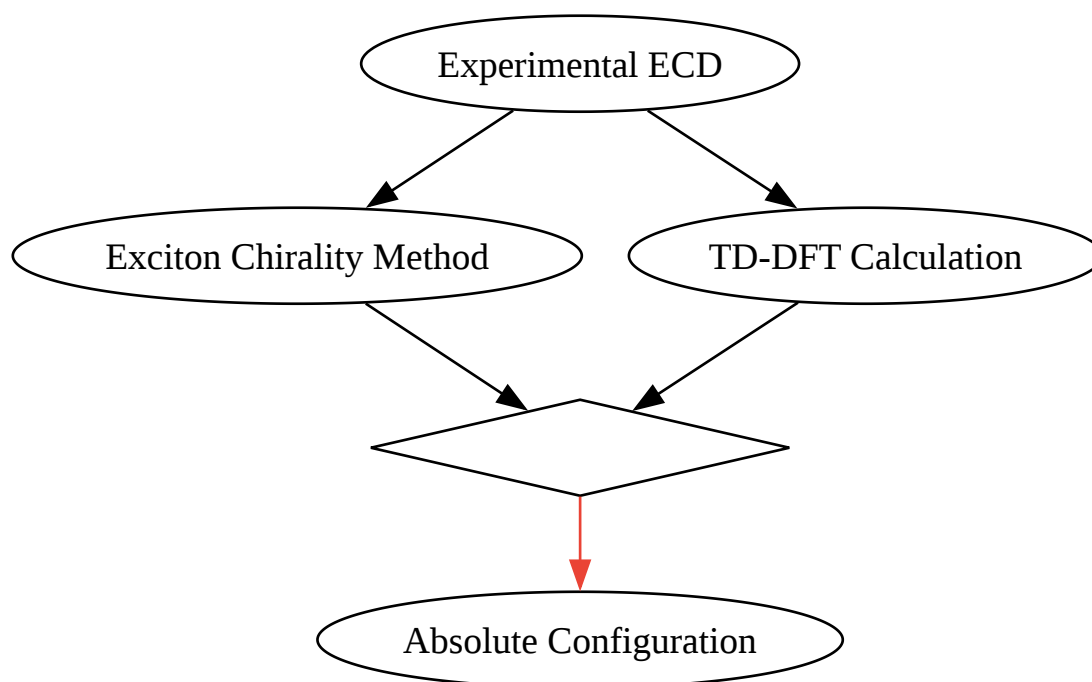 Experimental ECD
Exciton Chirality Method
TD-DFT Calculation
Absolute Configuration